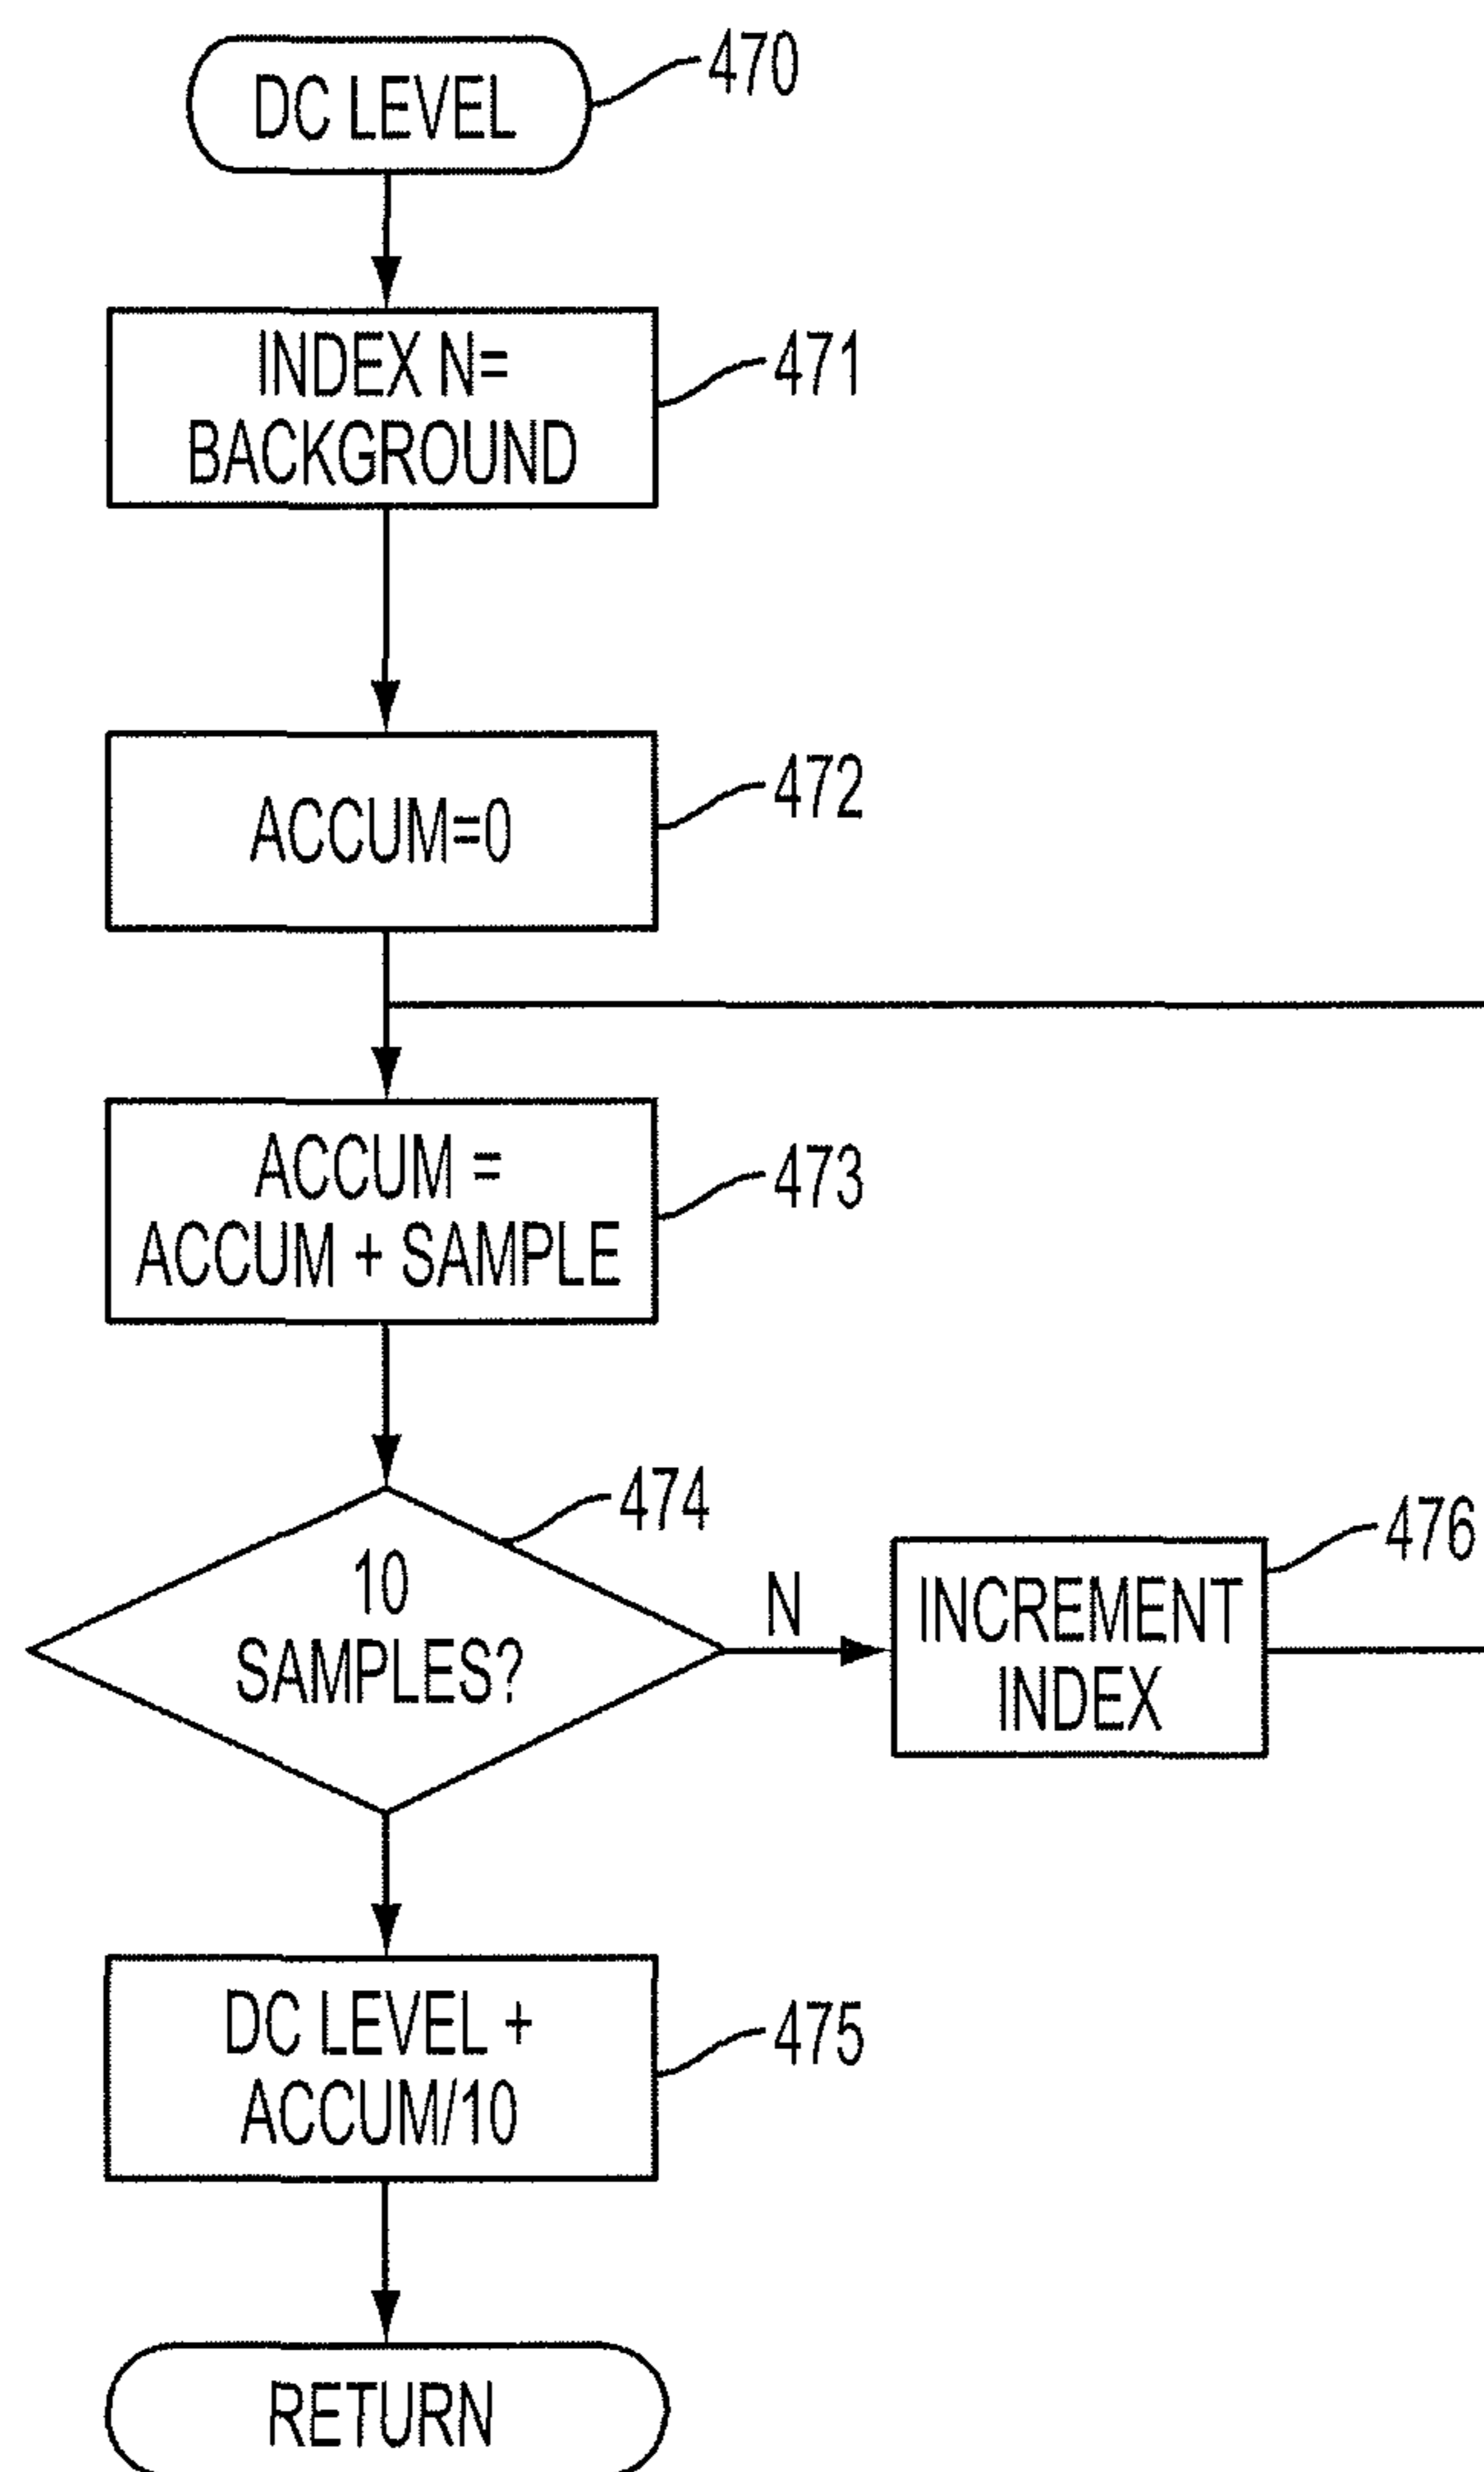 DC LEVEL
470
INDEX N=
BACKGROUND
471
ACCUM=0
472
ACCUM =
ACCUM + SAMPLE
473
10
SAMPLES?
474
N
INCREMENT
INDEX
476
DC LEVEL +
ACCUM/10
475
RETURN